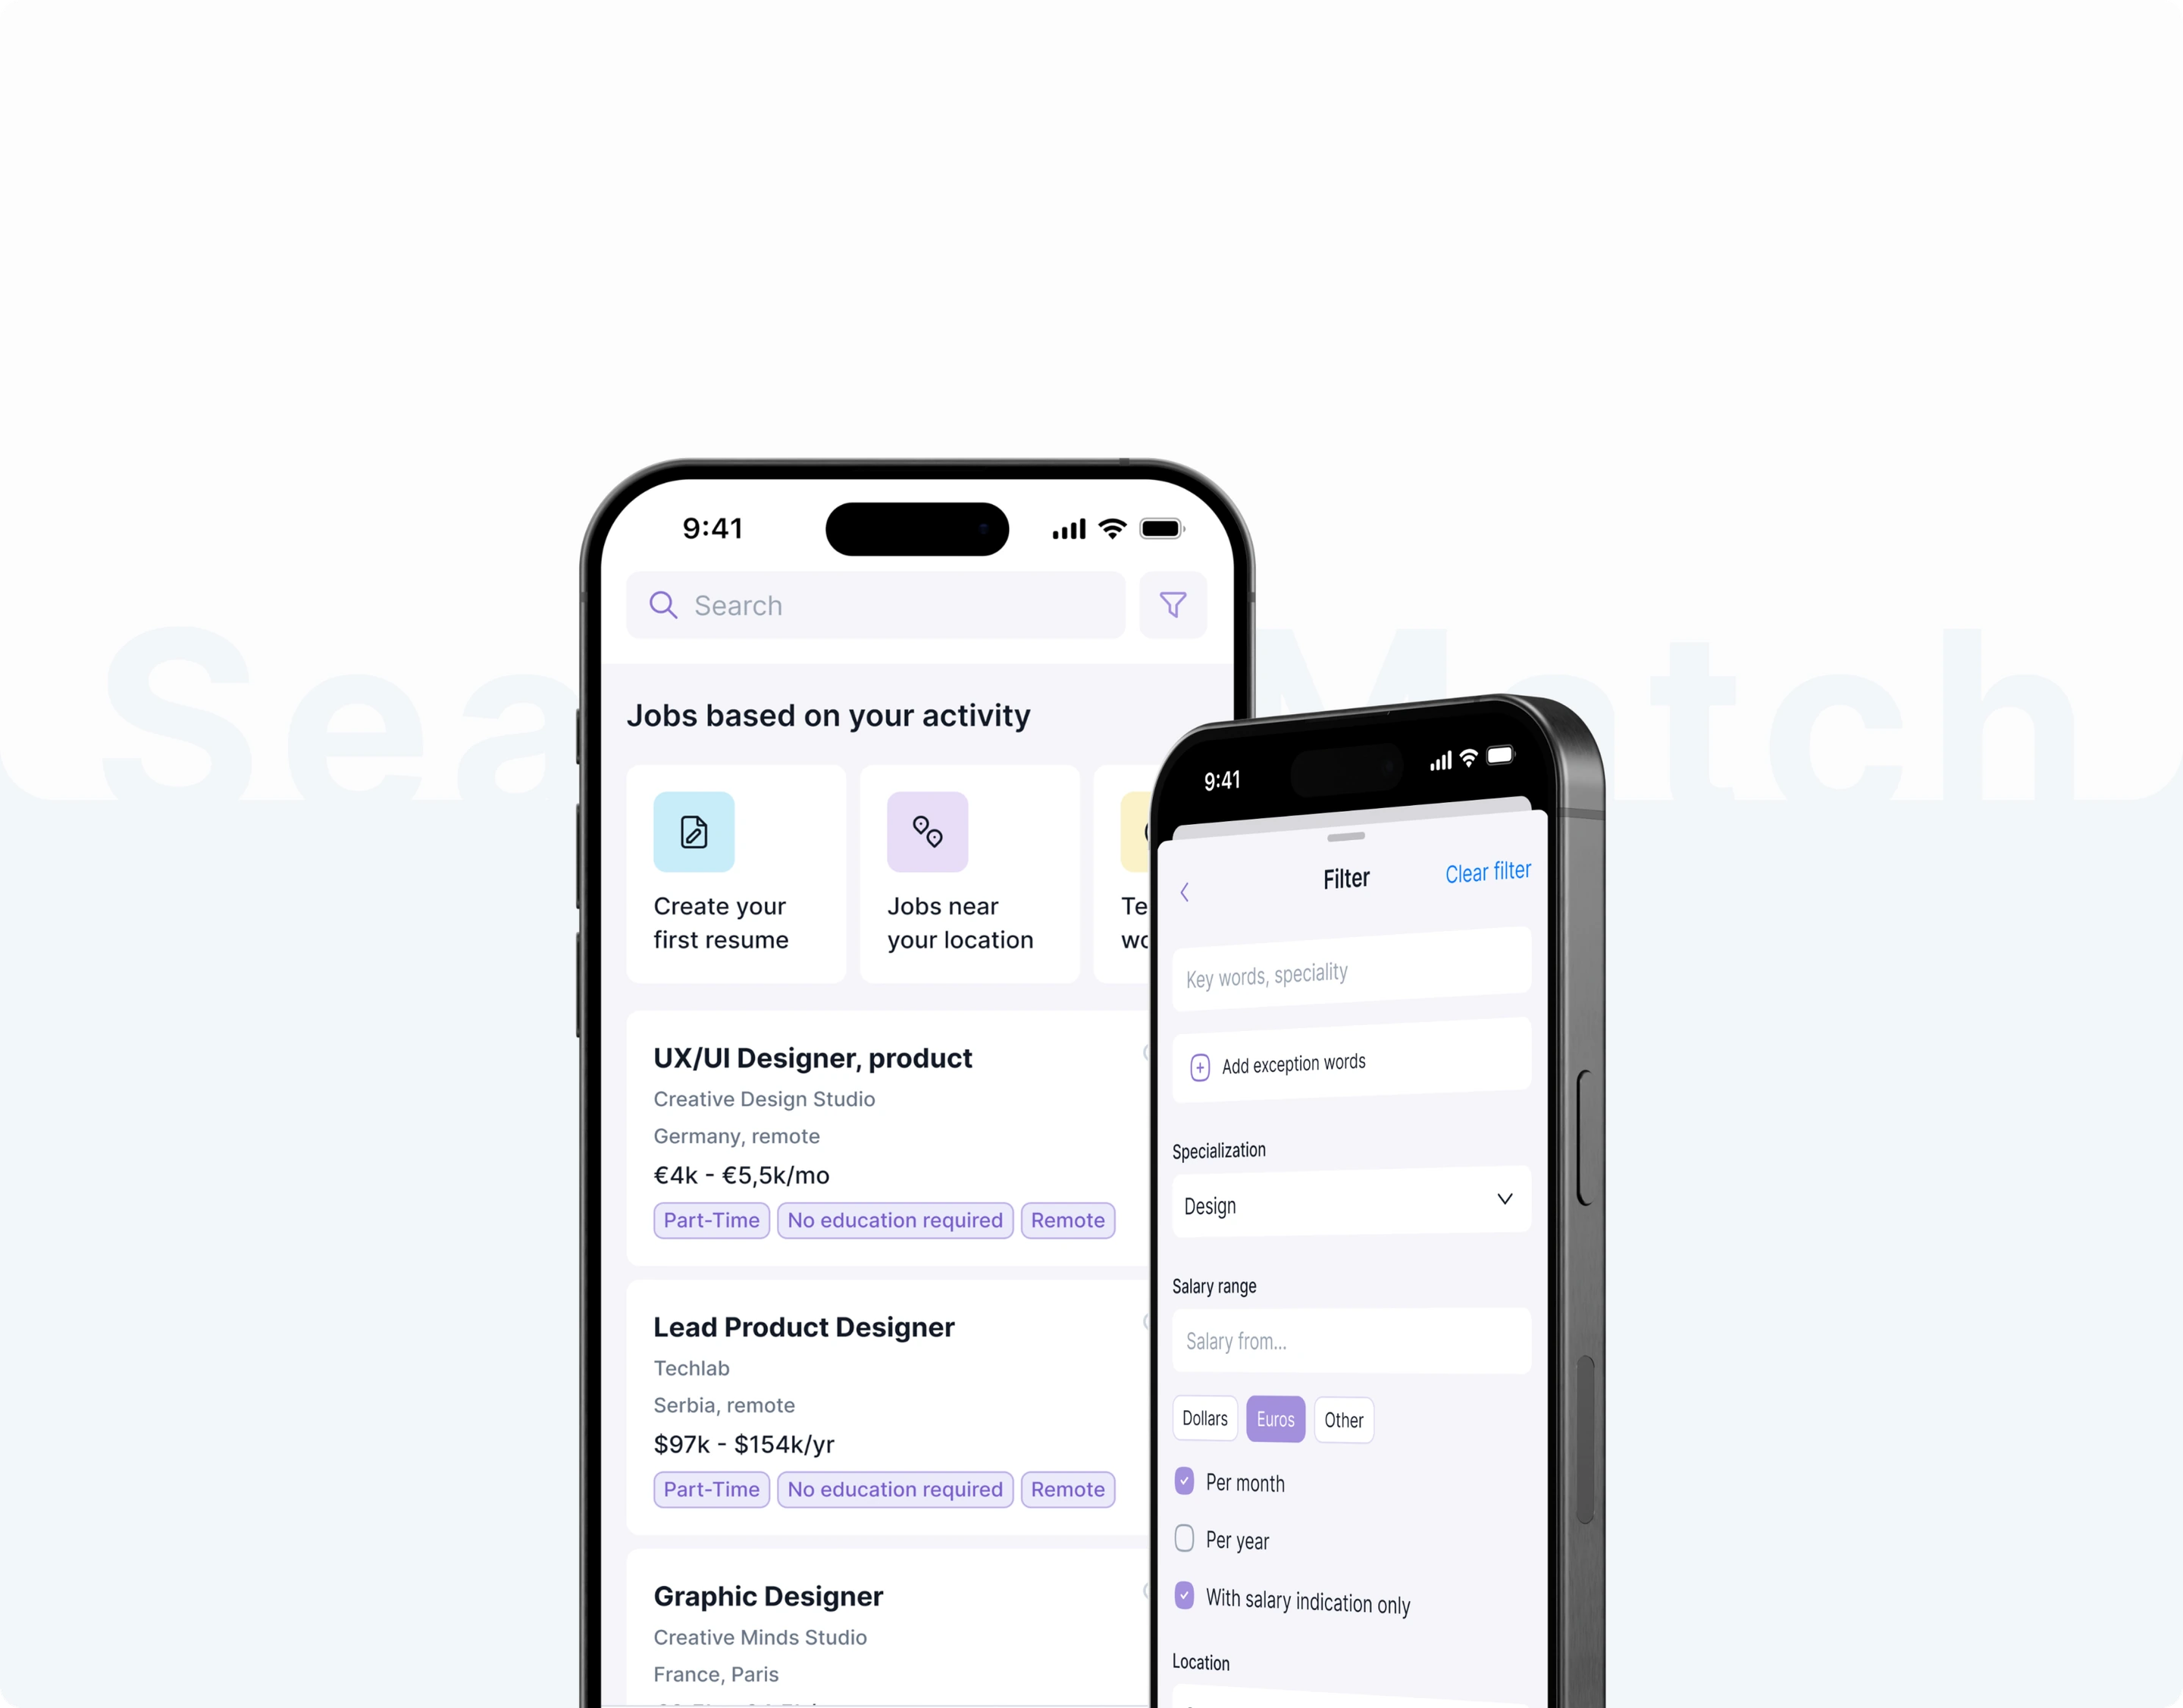 Sea
Match
9:41
Search
Jobs based on your activity
Create your
first resume
Jobs near
your location
UX/UI Designer, product
Creative Design Studio
Germany, remote
€4k - €5,5k/mo
Part-Time
No education required
Remote
Lead Product Designer
Techlab
Serbia, remote
$97k - $154k/yr
Part-Time
No education required
Remote
Graphic Designer
Creative Minds Studio
France, Paris
9:41
Filter
Clear filter
Key words, speciality
Add exception words
Specialization
Design
Salary range
Salary from...
Dollars
Euros
Other
Per month
Per year
With salary indication only
Location